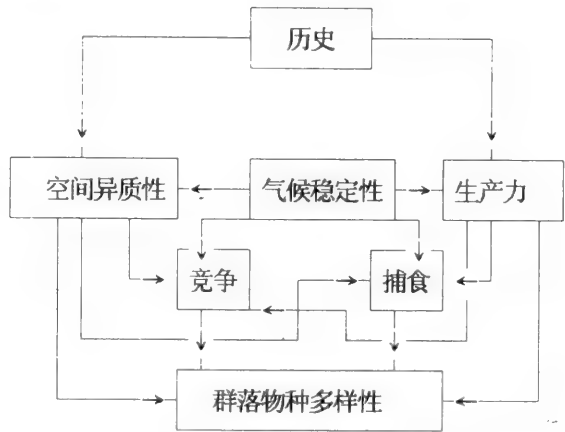 历史
空间异质性
气候稳定性
生产力
竞争
捕食
群落物种多样性